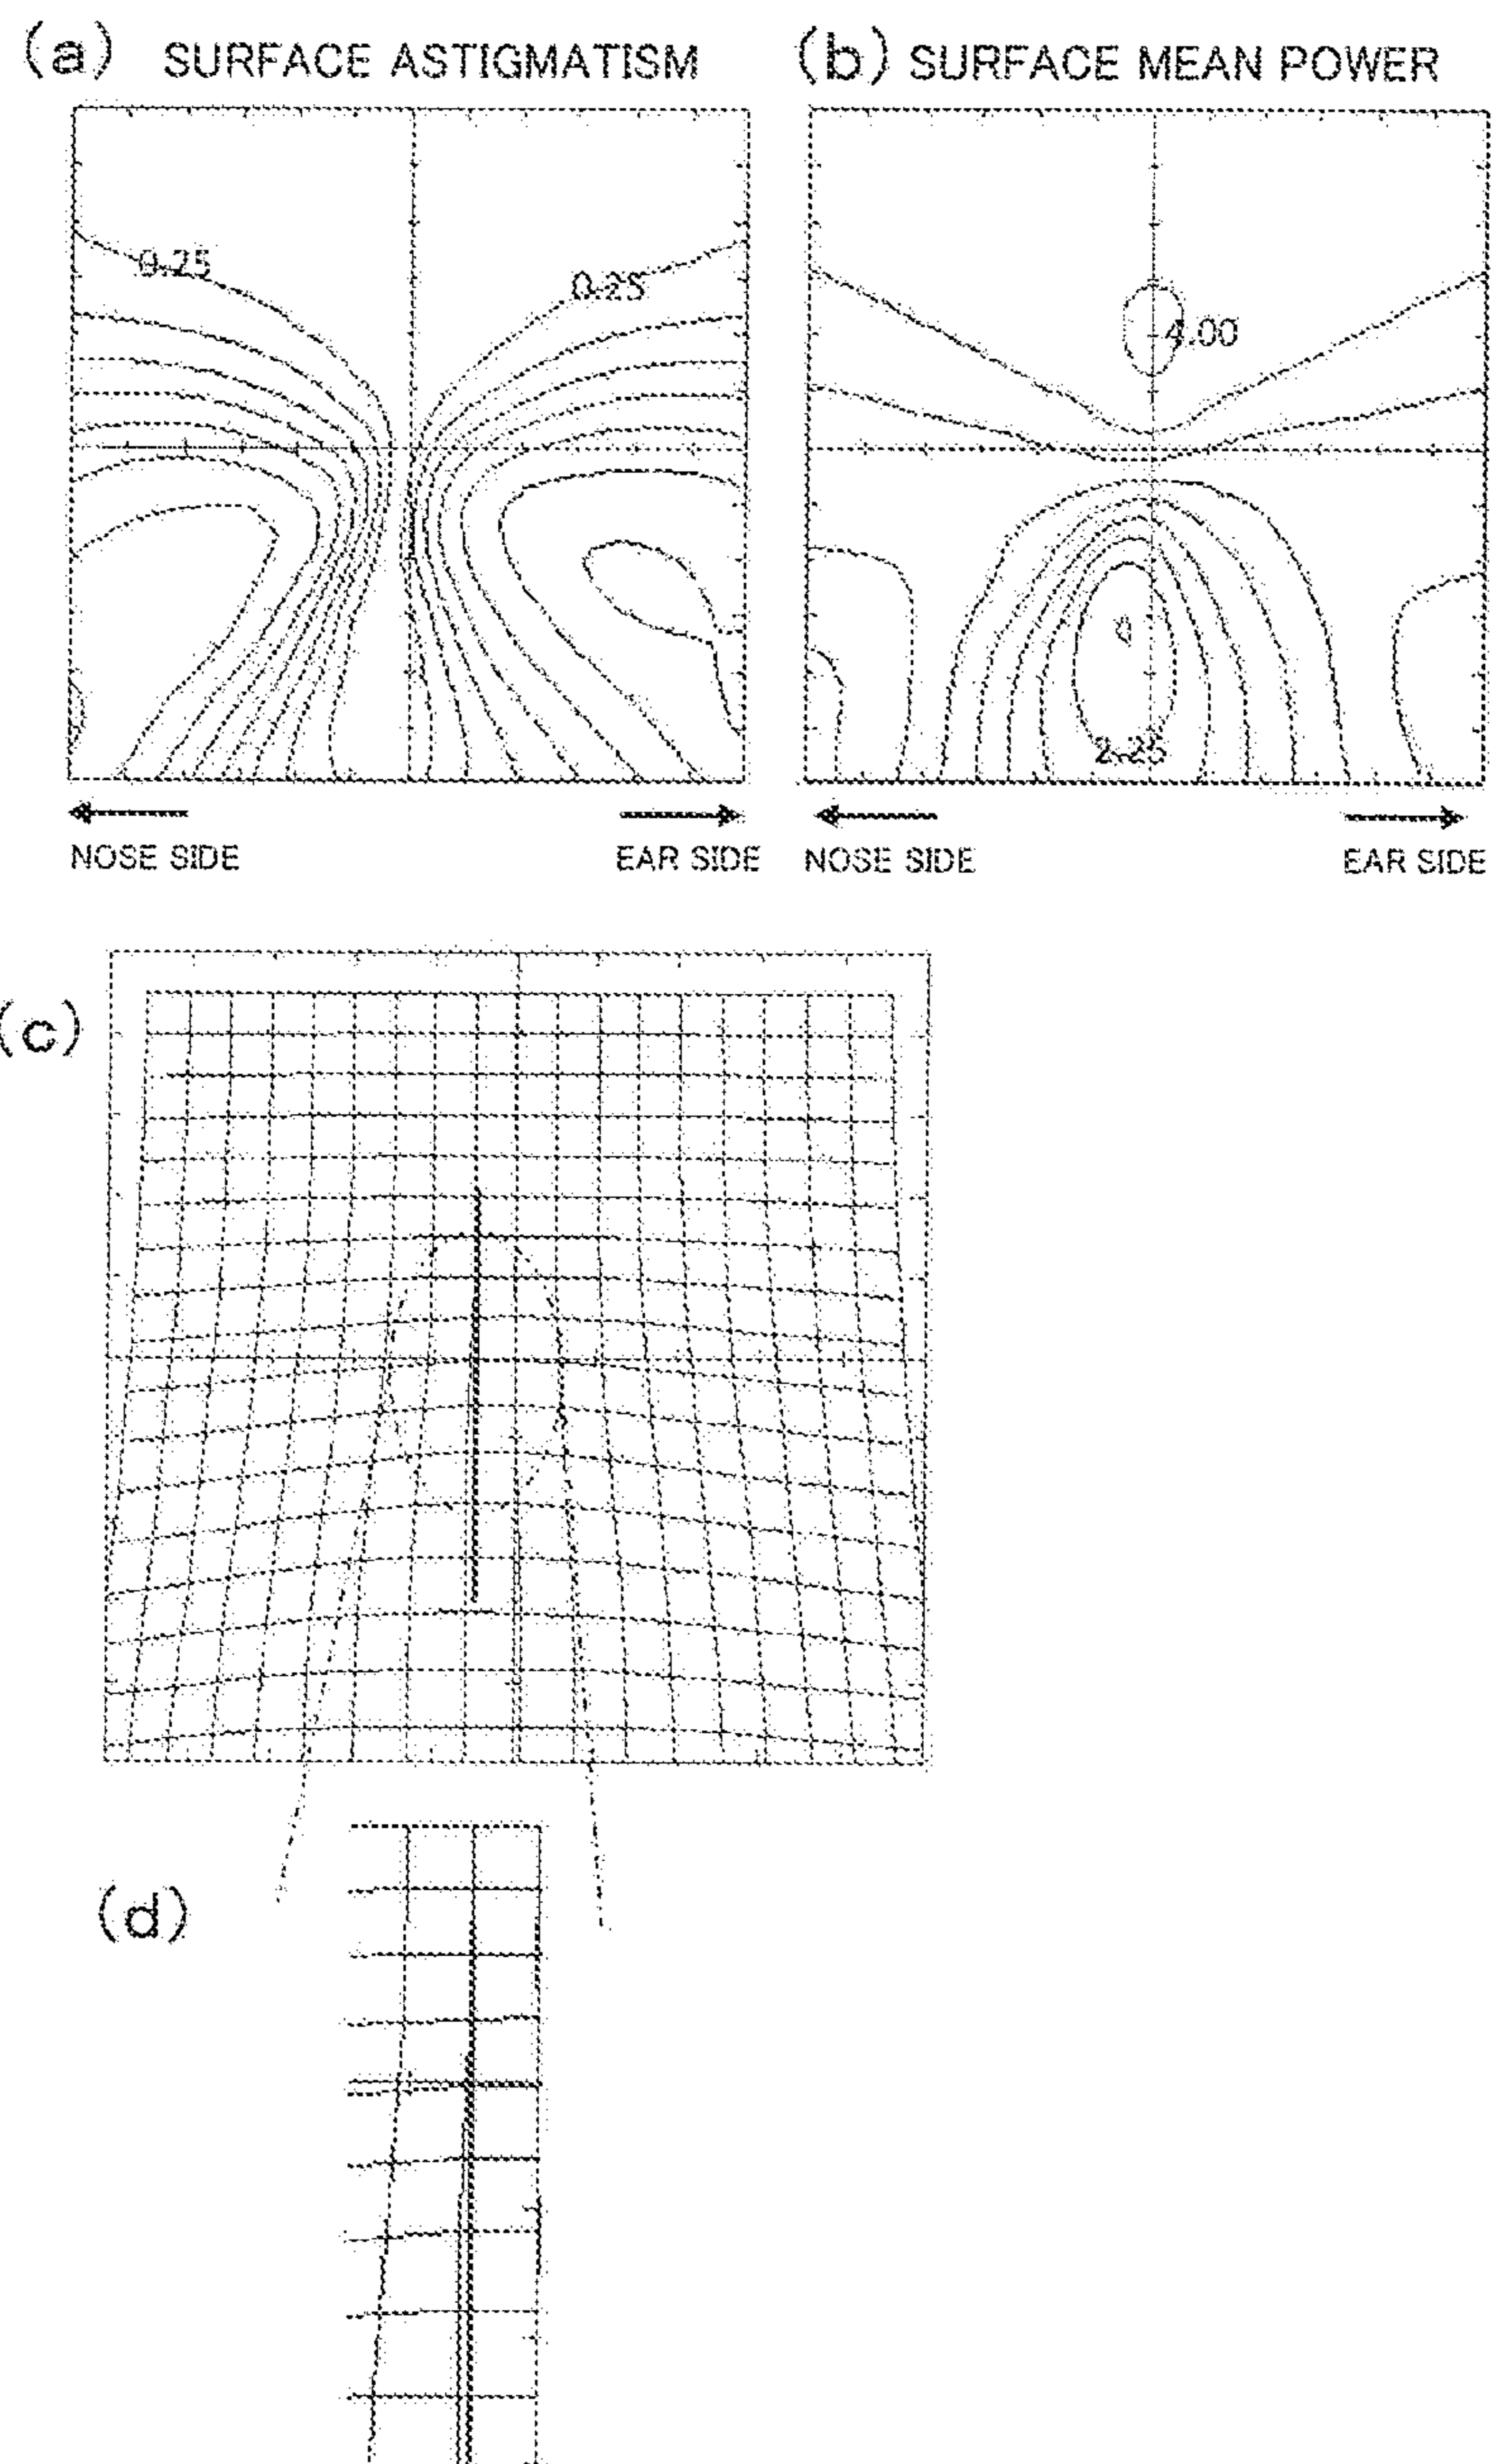 (a) SURFACE ASTIGMATISM
(b) SURFACE MEAN POWER
0.25
0.25
4.00
2.25
NOSE SIDE
EAR SIDE
NOSE SIDE
EAR SIDE
(c)
(d)